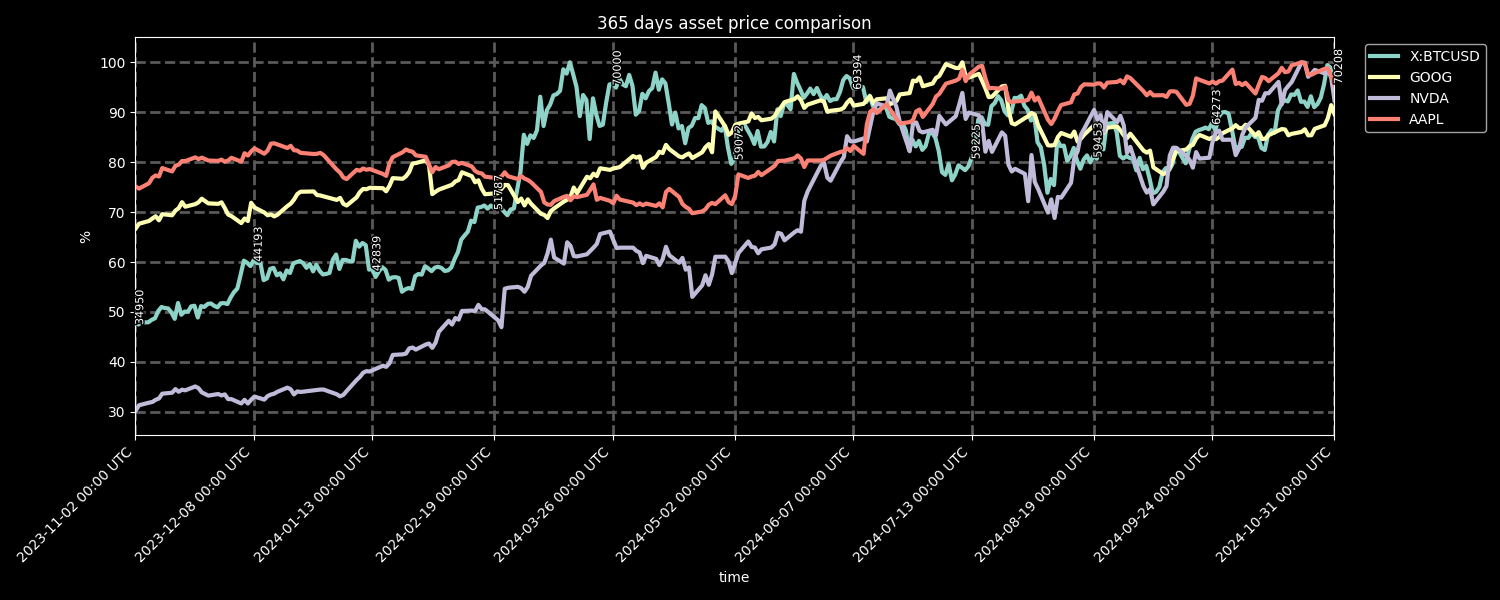 365 days asset price comparison
X:BTCUSD
GOOG
NVDA
AAPL
%
100
90
80
70
60
50
40
30
34950
44193
42839
51787
70000
59072
69394
59225
59453
64273
70208
2023-11-02 00:00 UTC
2023-12-08 00:00 UTC
2024-01-13 00:00 UTC
2024-02-19 00:00 UTC
2024-03-26 00:00 UTC
2024-05-02 00:00 UTC
2024-06-07 00:00 UTC
2024-07-13 00:00 UTC
2024-08-19 00:00 UTC
2024-09-24 00:00 UTC
2024-10-31 00:00 UTC
time